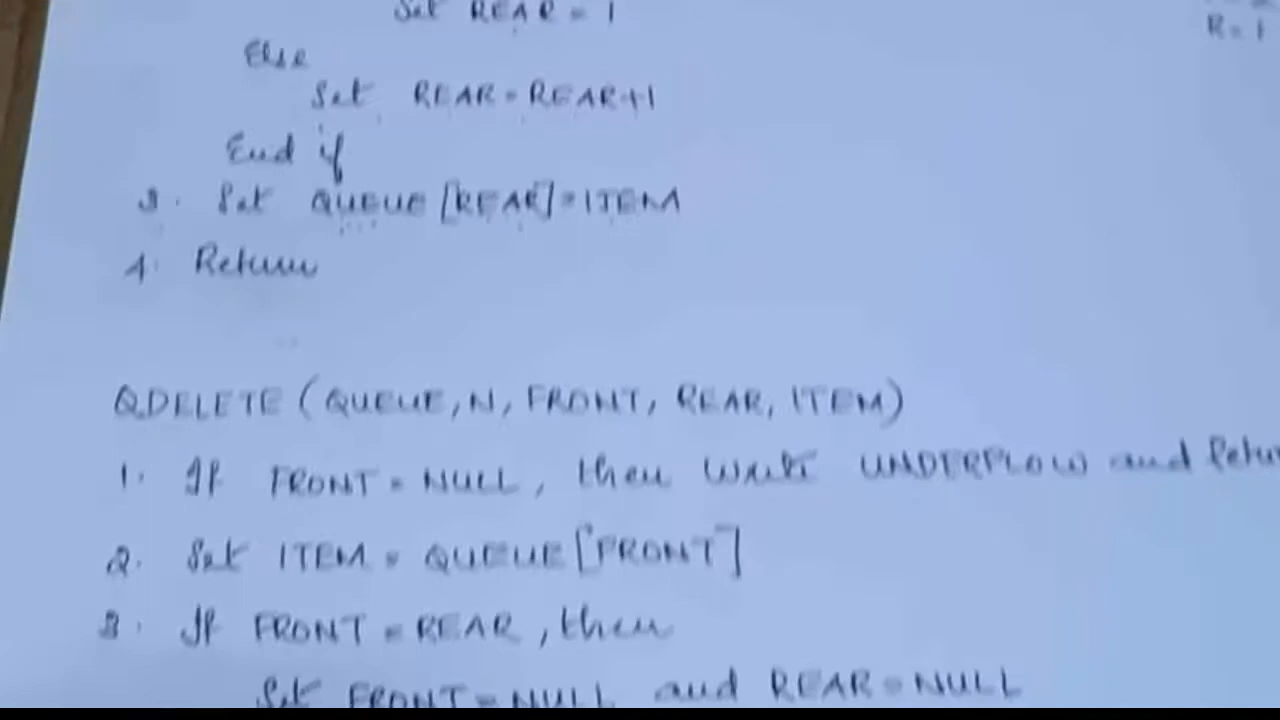 Set REAR = 1
R = 1
Else
Set REAR = REAR+1
End if
3. Set QUEUE [REAR] = ITEM
4. Return
QDELETE (QUEUE, N, FRONT, REAR, ITEM)
1. If FRONT = NULL, then write UNDERFLOW and Retu
2. Set ITEM = QUEUE [FRONT]
3. If FRONT = REAR, then
Set FRONT = NULL and REAR = NULL